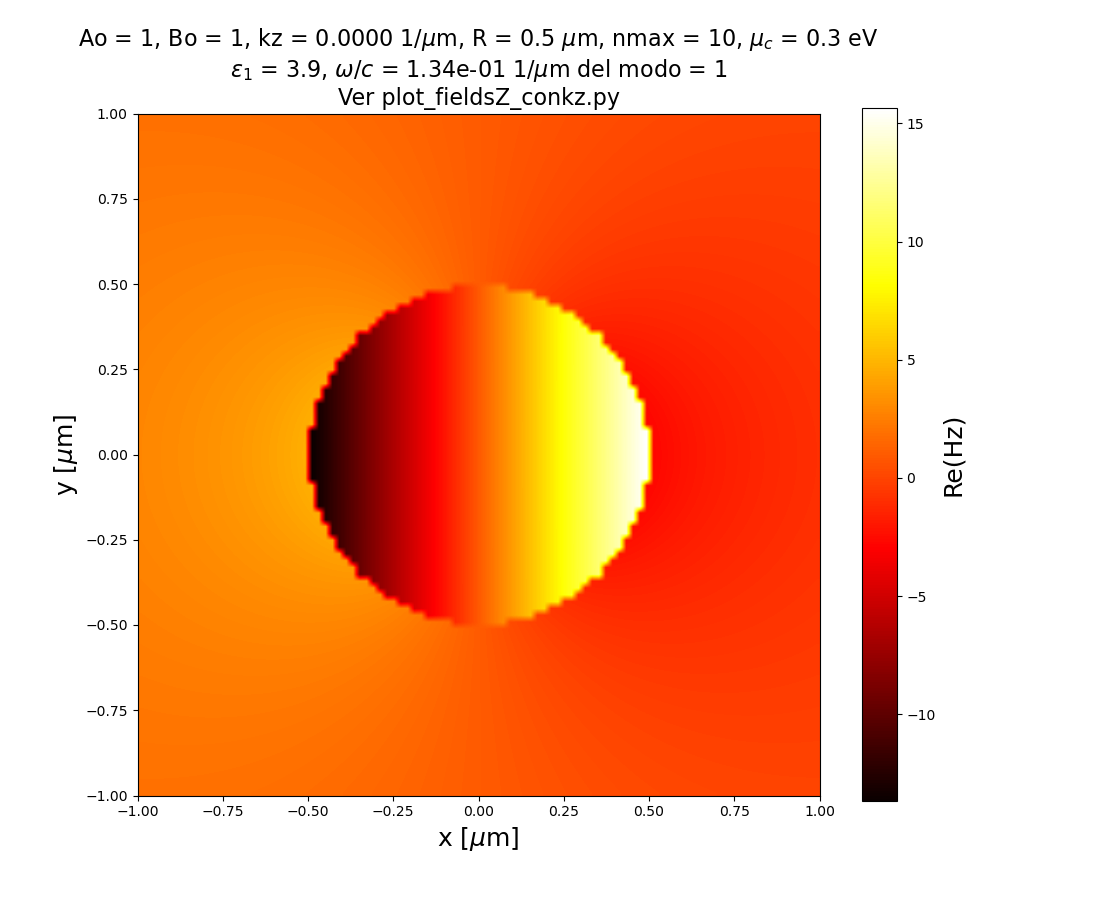 Ao = 1, Bo = 1, kz = 0.0000 1/μm, R = 0.5 μm, nmax = 10, μc = 0.3 eV
ε1 = 3.9, ω/c = 1.34e-01 1/μm del modo = 1
Ver plot_fieldsZ_conkz.py
1.00
0.75
0.50
0.25
0.00
−0.25
−0.50
−0.75
−1.00
y [μm]
−1.00 −0.75 −0.50 −0.25 0.00 0.25 0.50 0.75 1.00
x [μm]
15
10
5
0
−5
−10
Re(Hz)